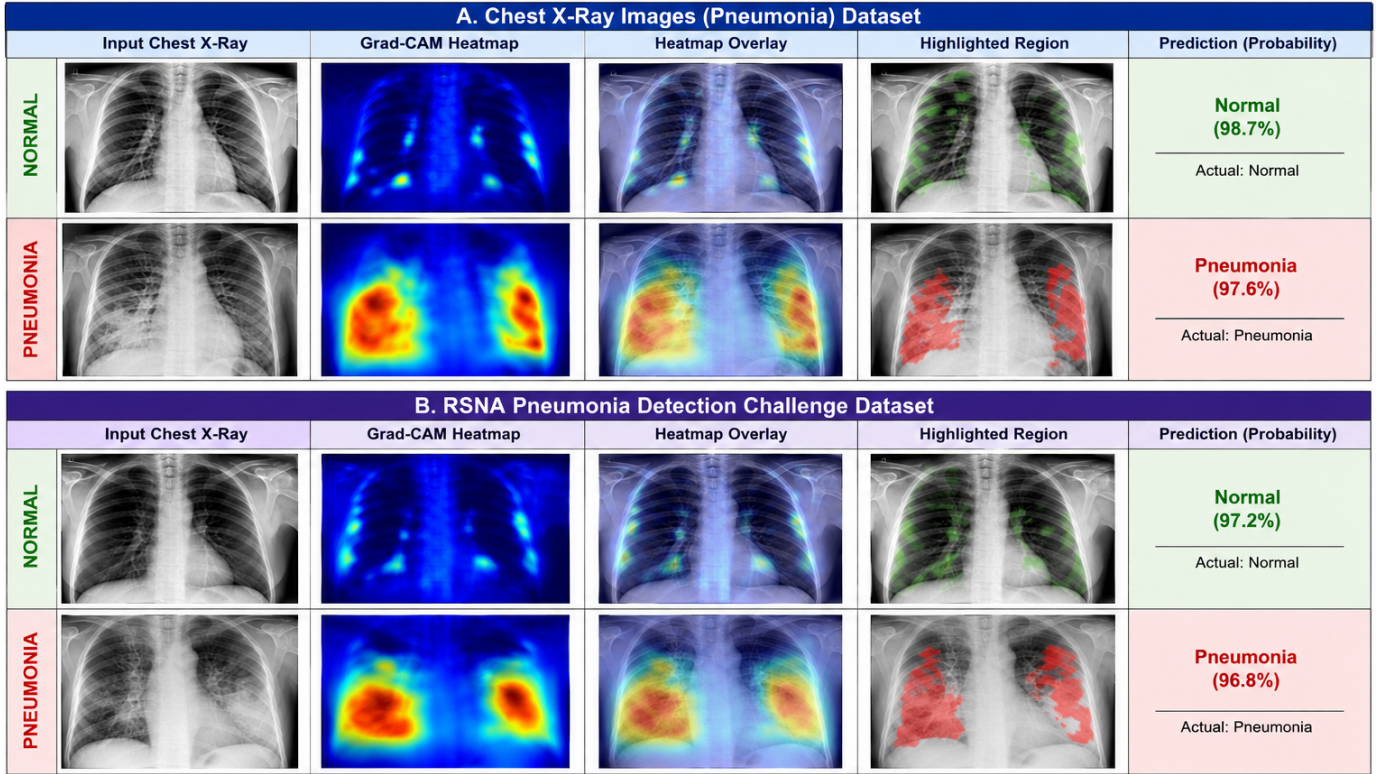 A. Chest X-Ray Images (Pneumonia) Dataset
Input Chest X-Ray
Grad-CAM Heatmap
Heatmap Overlay
Highlighted Region
Prediction (Probability)
NORMAL
Normal
(98.7%)
Actual: Normal
PNEUMONIA
Pneumonia
(97.6%)
Actual: Pneumonia
B. RSNA Pneumonia Detection Challenge Dataset
Input Chest X-Ray
Grad-CAM Heatmap
Heatmap Overlay
Highlighted Region
Prediction (Probability)
NORMAL
Normal
(97.2%)
Actual: Normal
PNEUMONIA
Pneumonia
(96.8%)
Actual: Pneumonia